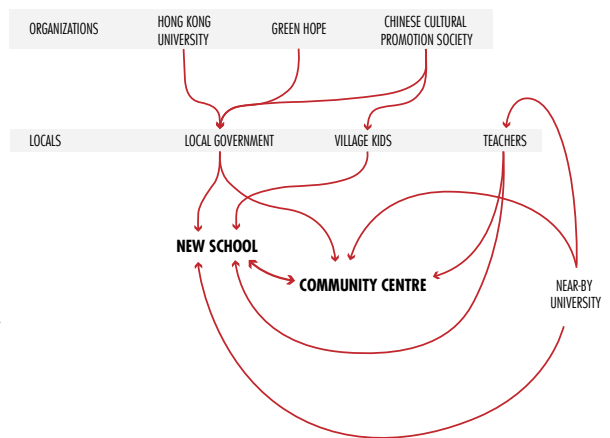 ORGANIZATIONS
HONG KONG
UNIVERSITY
GREEN HOPE
CHINESE CULTURAL
PROMOTION SOCIETY
LOCALS
LOCAL GOVERNMENT
VILLAGE KIDS
TEACHERS
NEW SCHOOL
COMMUNITY CENTRE
NEAR-BY
UNIVERSITY